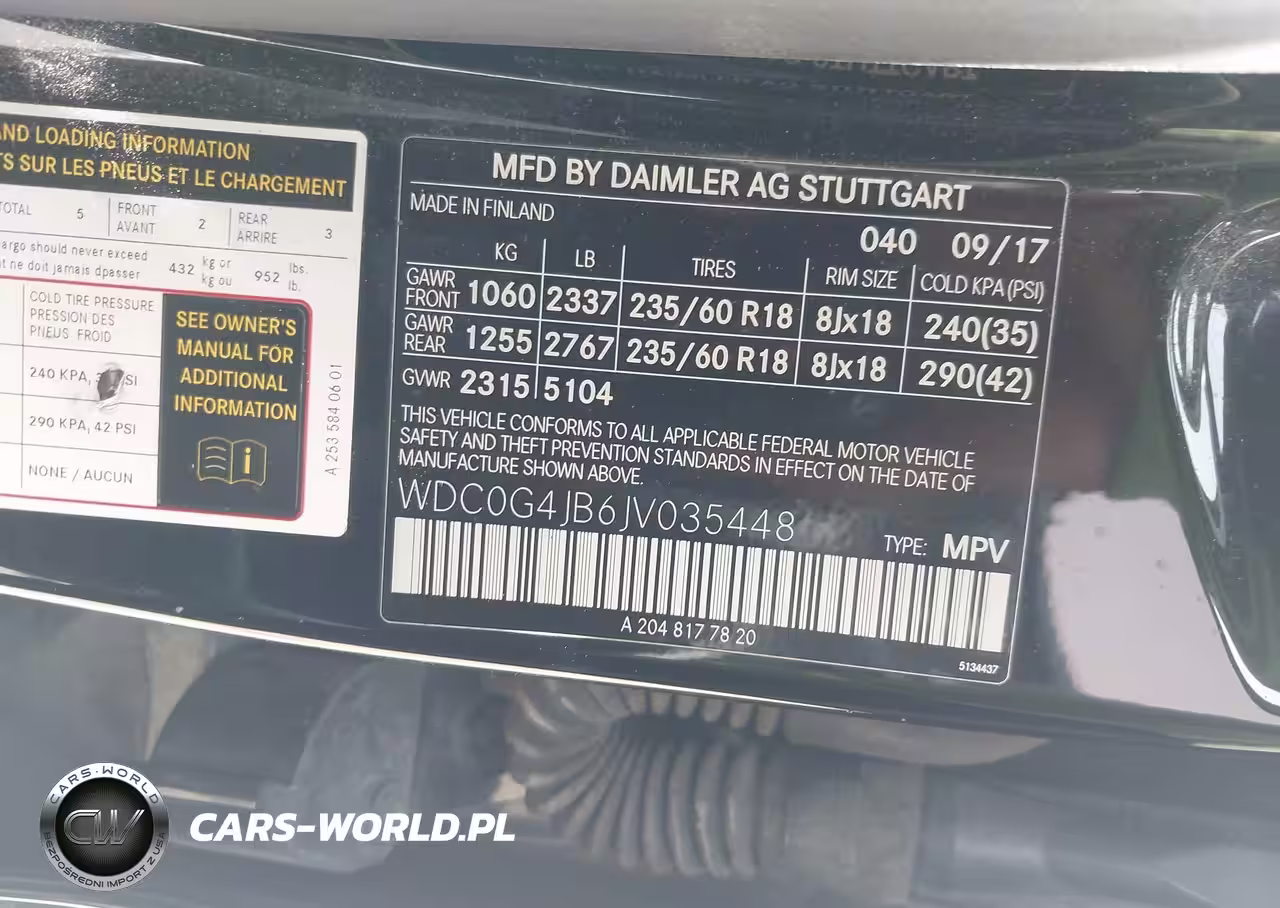 ND LOADING INFORMATION
TS SUR LES PNEUS ET LE CHARGEMENT
TOTAL 5 FRONT AVANT 2 REAR ARRIRE 3
argo should never exceed
t ne doit jamais dpasser
432 kg or kg ou 952 lbs. lb.
COLD TIRE PRESSURE
PRESSION DES
PNEUS FROID
240 KPA,
290 KPA, 42 PSI
NONE / AUCUN
SEE OWNER'S
MANUAL FOR
ADDITIONAL
INFORMATION
i
A 253 584 06 01
MFD BY DAIMLER AG STUTTGART
MADE IN FINLAND
040 09/17
KG LB TIRES RIM SIZE COLD KPA (PSI)
GAWR FRONT 1060 2337 235/60 R18 8Jx18 240(35)
GAWR REAR 1255 2767 235/60 R18 8Jx18 290(42)
GVWR 2315 5104
THIS VEHICLE CONFORMS TO ALL APPLICABLE FEDERAL MOTOR VEHICLE
SAFETY AND THEFT PREVENTION STANDARDS IN EFFECT ON THE DATE OF
MANUFACTURE SHOWN ABOVE.
WDC0G4JB6JV035448
TYPE: MPV
A 204 817 78 20
5134437
CARS-WORLD
CW
BEZPOŚREDNI IMPORT Z USA
CARS-WORLD.PL